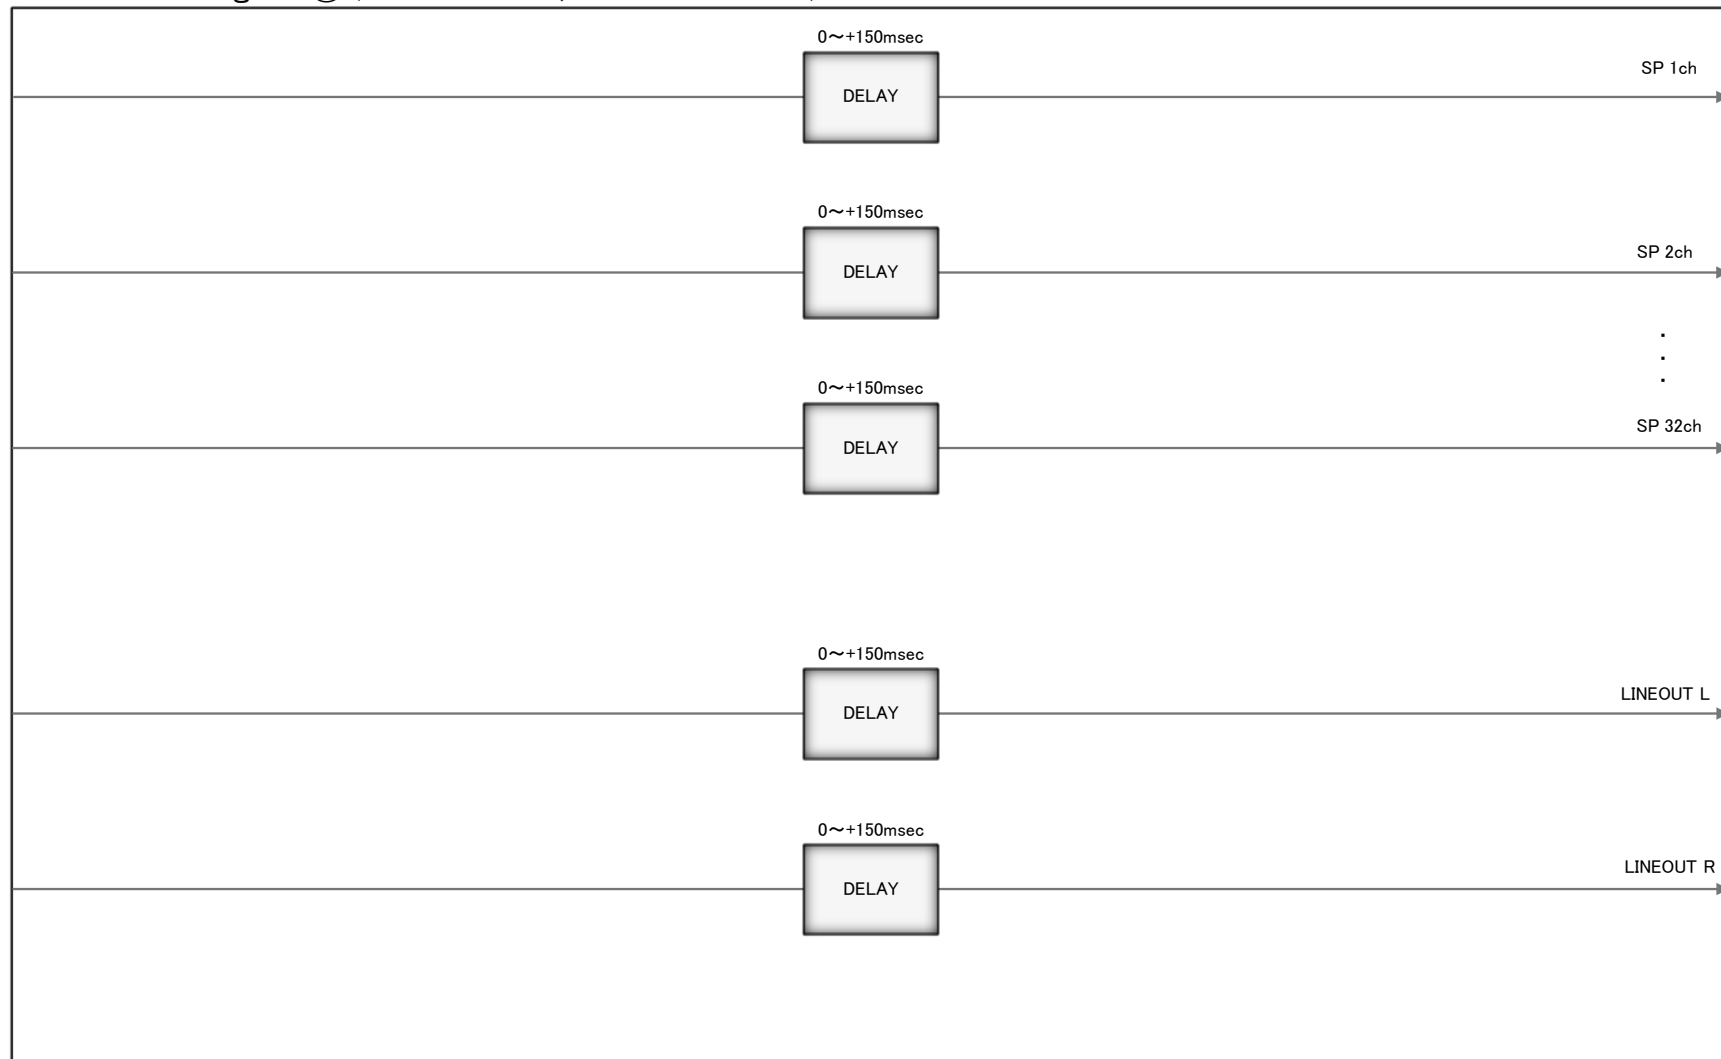 0～+150msec
SP 1ch
DELAY
0～+150msec
SP 2ch
DELAY
0～+150msec
SP 32ch
DELAY
0～+150msec
LINEOUT L
DELAY
0～+150msec
LINEOUT R
DELAY